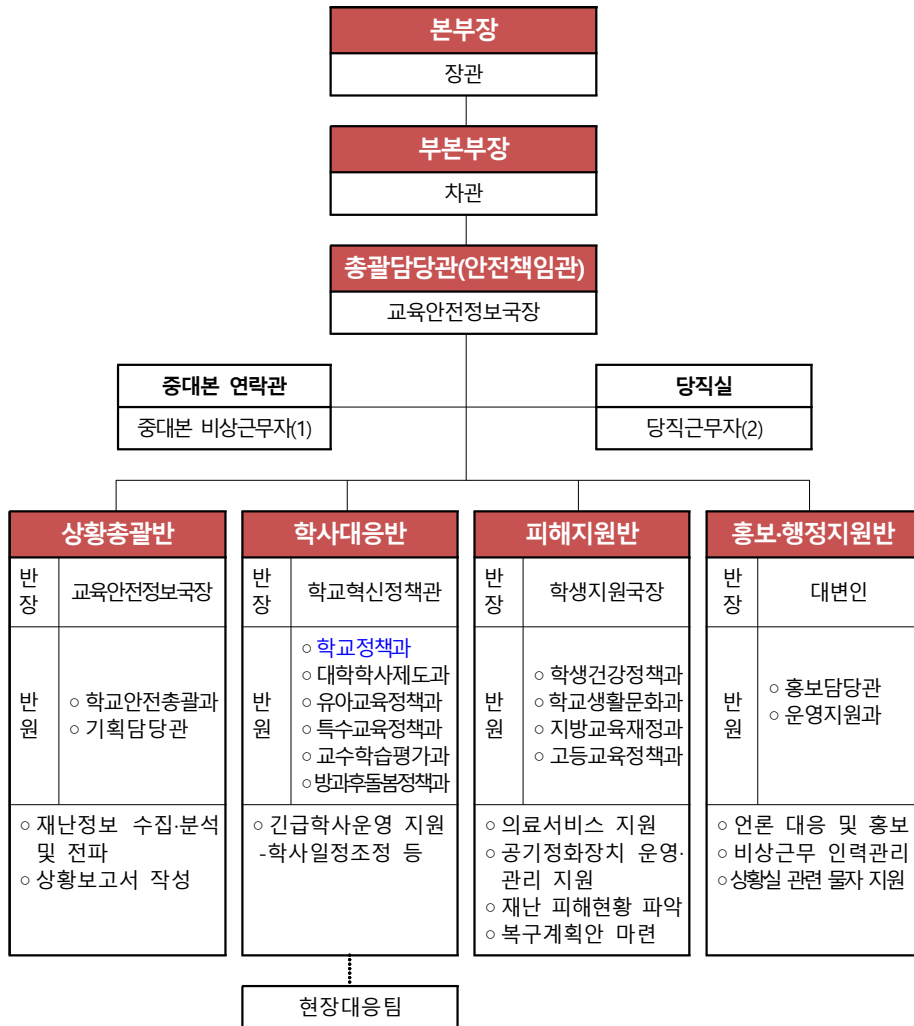 본부장
장관
부본부장
차관
총괄담당관(안전책임관)
교육안전정보국장
중대본 연락관
중대본 비상근무자(1)
당직실
당직근무자(2)
상황총괄반
반장
교육안전정보국장
반원
○ 학교안전총괄과
○ 기획담당관
○ 재난정보 수집·분석
및 전파
○ 상황보고서 작성
학사대응반
반장
학교혁신정책관
반원
○ 학교정책과
○ 대학학사제도과
○ 유아교육정책과
○ 특수교육정책과
○ 교수학습평가과
○ 방과후돌봄정책과
○ 긴급학사운영 지원
-학사일정조정 등
현장대응팀
피해지원반
반장
학생지원국장
반원
○ 학생건강정책과
○ 학교생활문화과
○ 지방교육재정과
○ 고등교육정책과
○ 의료서비스 지원
○ 공기정화장치 운영·
관리 지원
○ 재난 피해현황 파악
○ 복구계획안 마련
홍보·행정지원반
반장
대변인
반원
○ 홍보담당관
○ 운영지원과
○ 언론 대응 및 홍보
○ 비상근무 인력관리
○ 상황실 관련 물자 지원